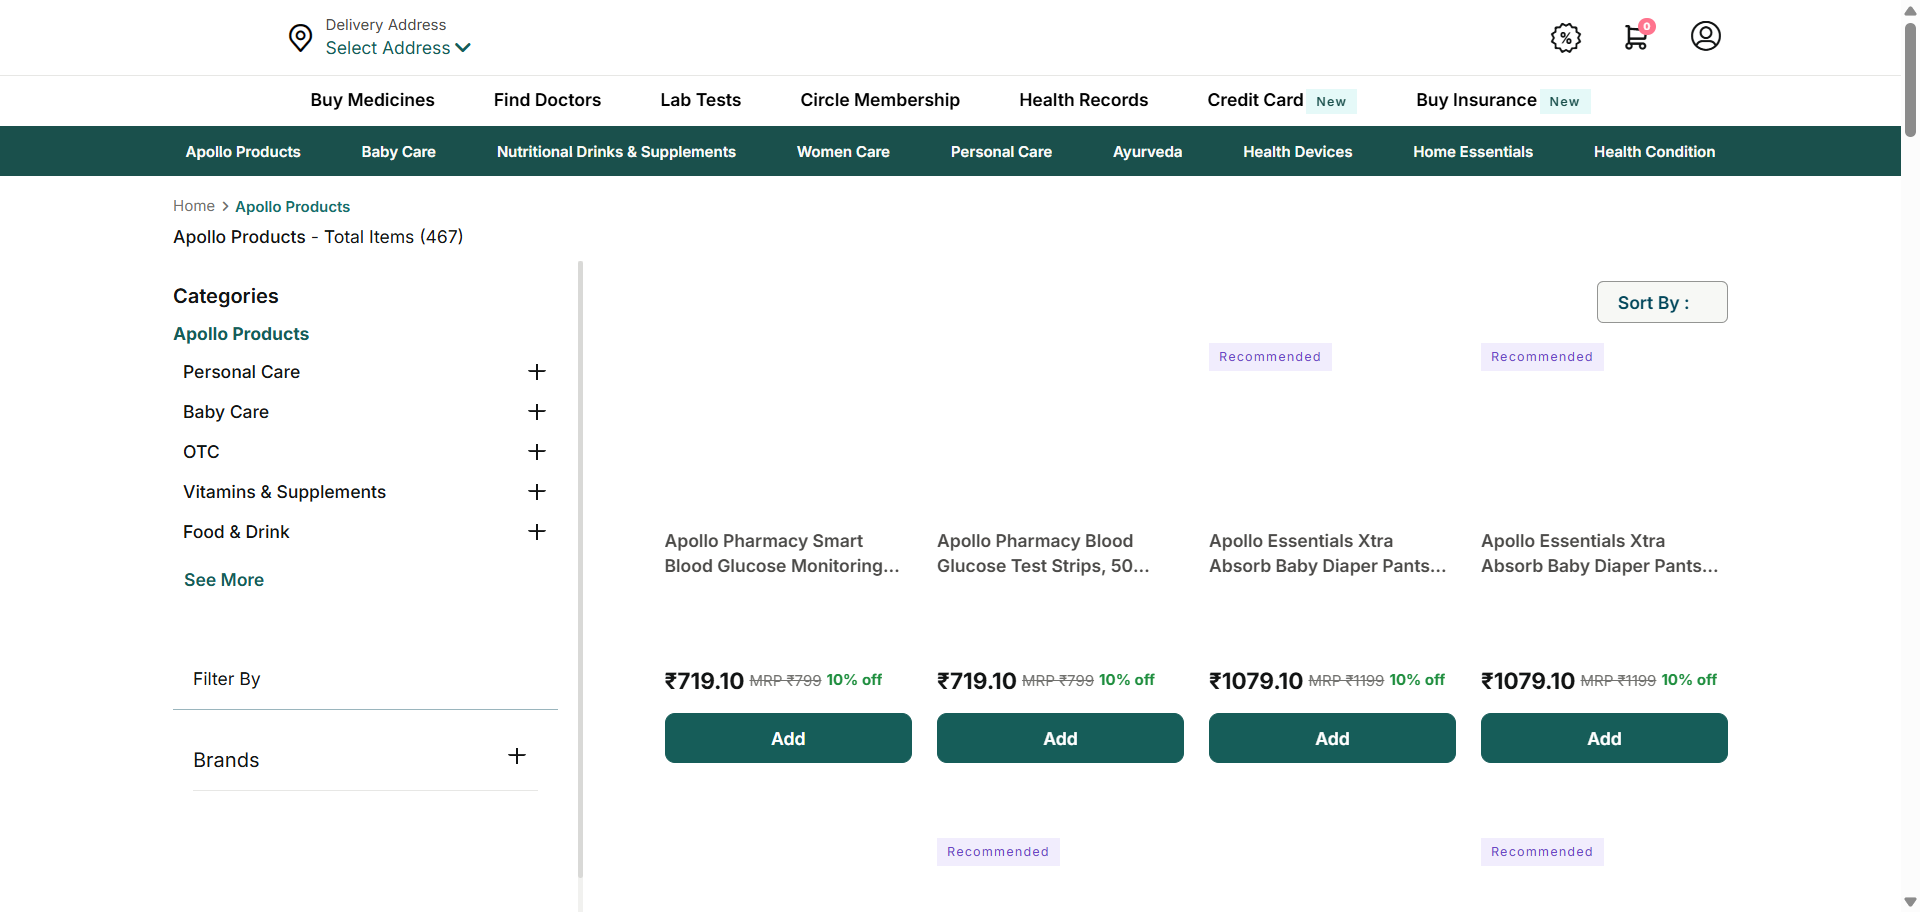 Delivery Address
Select Address
0
Buy Medicines
Find Doctors
Lab Tests
Circle Membership
Health Records
Credit Card New
Buy Insurance New
Apollo Products
Baby Care
Nutritional Drinks & Supplements
Women Care
Personal Care
Ayurveda
Health Devices
Home Essentials
Health Condition
Home > Apollo Products
Apollo Products - Total Items (467)
Categories
Apollo Products
Personal Care
Baby Care
OTC
Vitamins & Supplements
Food & Drink
See More
Filter By
Brands
Sort By :
Apollo Pharmacy Smart
Blood Glucose Monitoring...
₹719.10 MRP ₹799 10% off
Add
Apollo Pharmacy Blood
Glucose Test Strips, 50...
₹719.10 MRP ₹799 10% off
Add
Recommended
Apollo Essentials Xtra
Absorb Baby Diaper Pants...
₹1079.10 MRP ₹1199 10% off
Add
Recommended
Apollo Essentials Xtra
Absorb Baby Diaper Pants...
₹1079.10 MRP ₹1199 10% off
Add
Recommended
Recommended